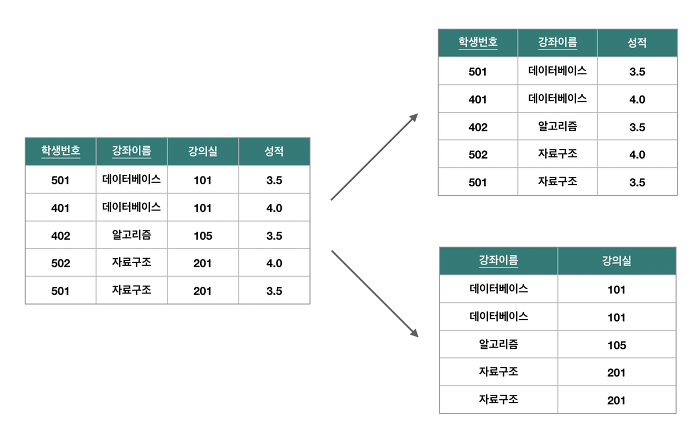 학생번호 강좌이름 강의실 성적
501 데이터베이스 101 3.5
401 데이터베이스 101 4.0
402 알고리즘 105 3.5
502 자료구조 201 4.0
501 자료구조 201 3.5
학생번호 강좌이름 성적
501 데이터베이스 3.5
401 데이터베이스 4.0
402 알고리즘 3.5
502 자료구조 4.0
501 자료구조 3.5
강좌이름 강의실
데이터베이스 101
데이터베이스 101
알고리즘 105
자료구조 201
자료구조 201